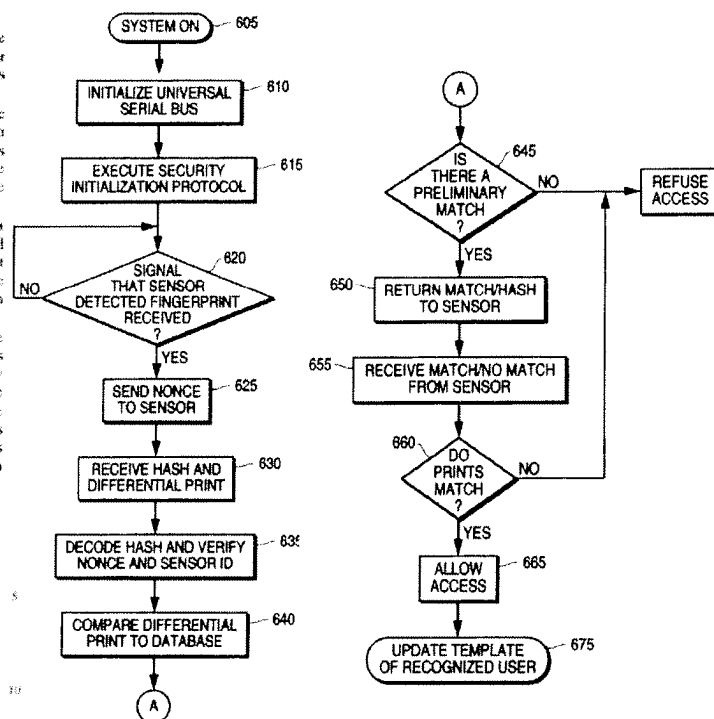 SYSTEM ON
605
INITIALIZE UNIVERSAL
SERIAL BUS
610
EXECUTE SECURITY
INITIALIZATION PROTOCOL
615
SIGNAL
THAT SENSOR
DETECTED FINGERPRINT
RECEIVED
?
620
NO
YES
SEND NONCE
TO SENSOR
625
RECEIVE HASH AND
DIFFERENTIAL PRINT
630
DECODE HASH AND VERIFY
NONCE AND SENSOR ID
635
COMPARE DIFFERENTIAL
PRINT TO DATABASE
640
A
A
IS
THERE A
PRELIMINARY
MATCH
?
645
NO
REFUSE
ACCESS
YES
650
RETURN MATCH/HASH
TO SENSOR
655
RECEIVE MATCH/NO MATCH
FROM SENSOR
660
DO
PRINTS
MATCH
?
NO
YES
ALLOW
ACCESS
665
UPDATE TEMPLATE
OF RECOGNIZED USER
675
s
10